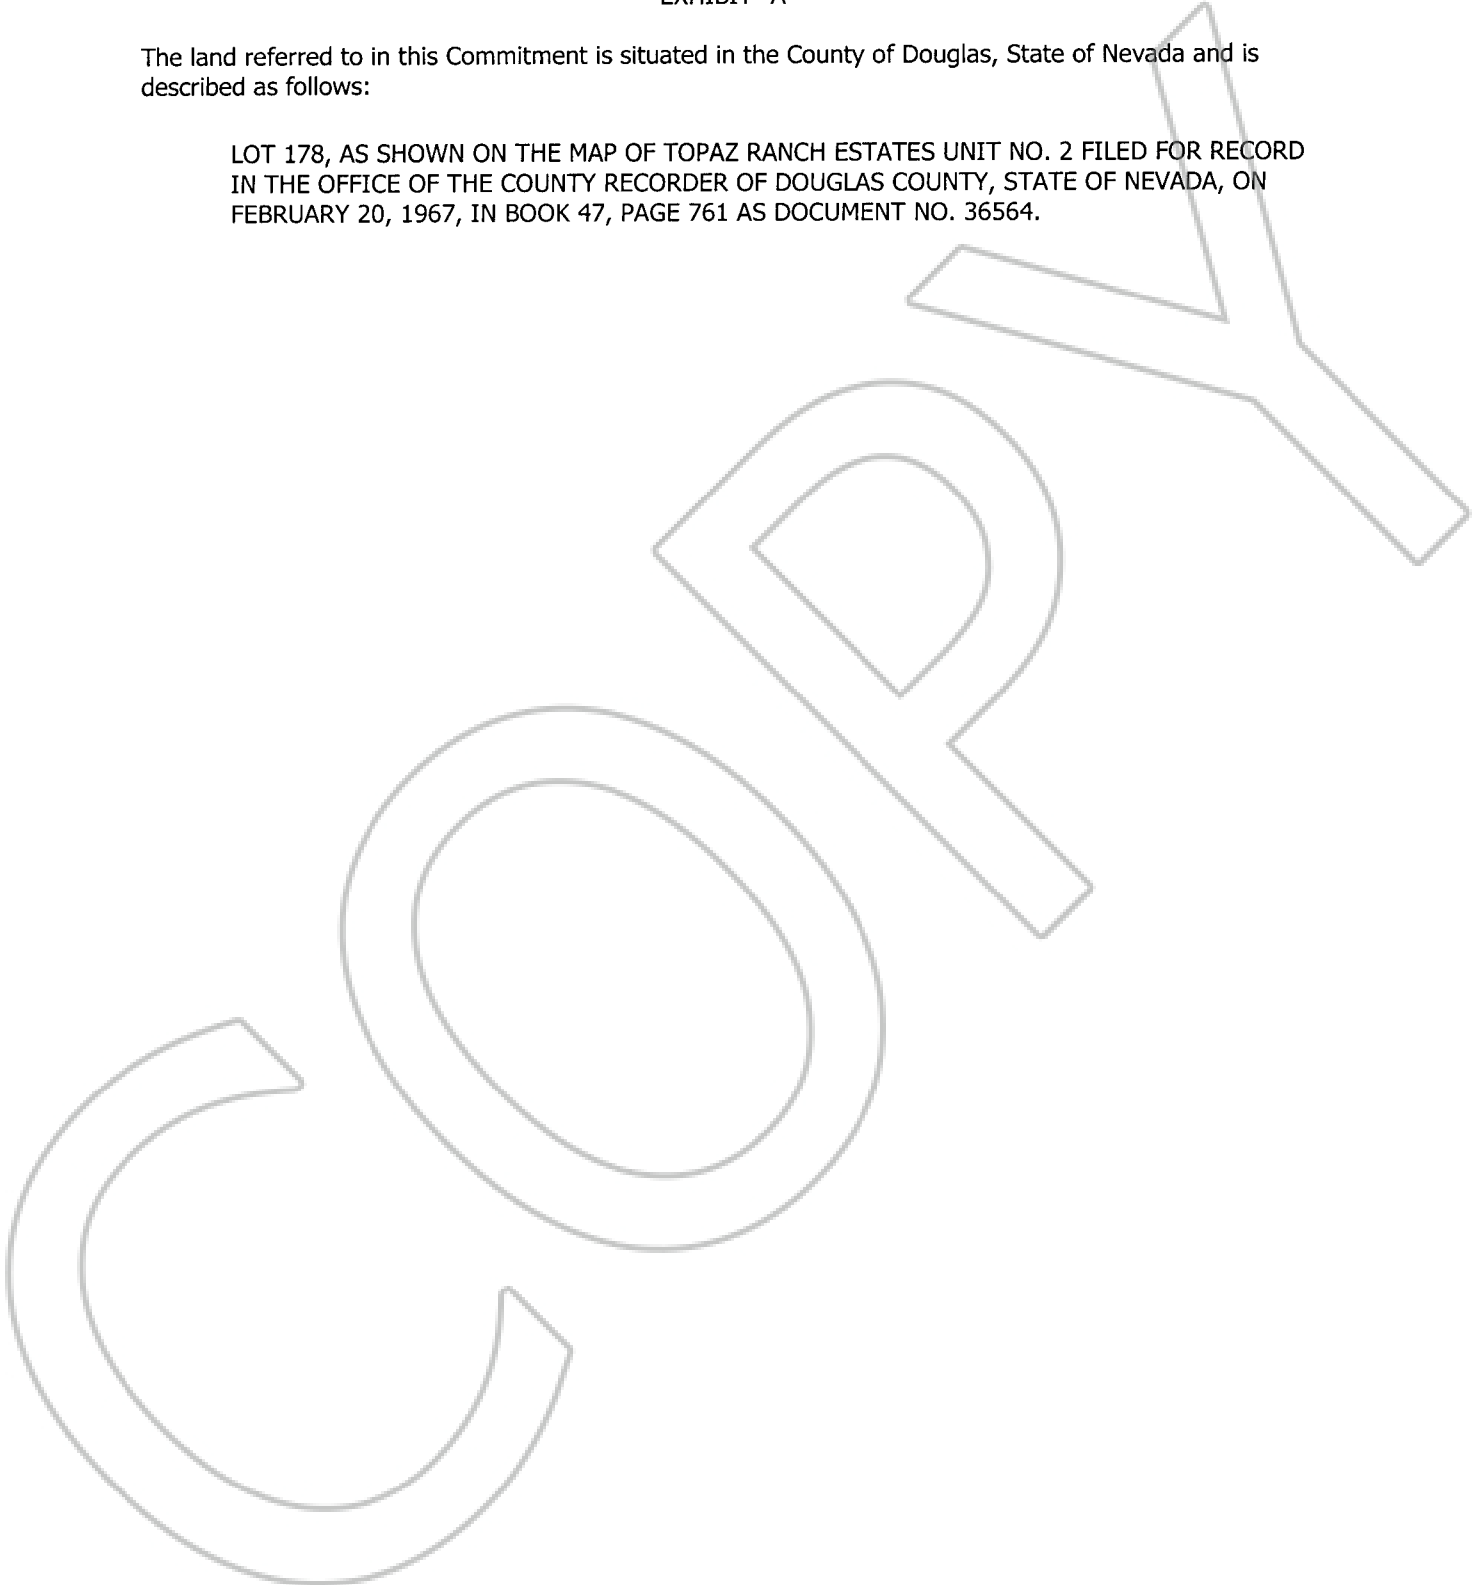 EXHIBIT "A"
The land referred to in this Commitment is situated in the County of Douglas, State of Nevada and is
described as follows:
LOT 178, AS SHOWN ON THE MAP OF TOPAZ RANCH ESTATES UNIT NO. 2 FILED FOR RECORD
IN THE OFFICE OF THE COUNTY RECORDER OF DOUGLAS COUNTY, STATE OF NEVADA, ON
FEBRUARY 20, 1967, IN BOOK 47, PAGE 761 AS DOCUMENT NO. 36564.
COPY